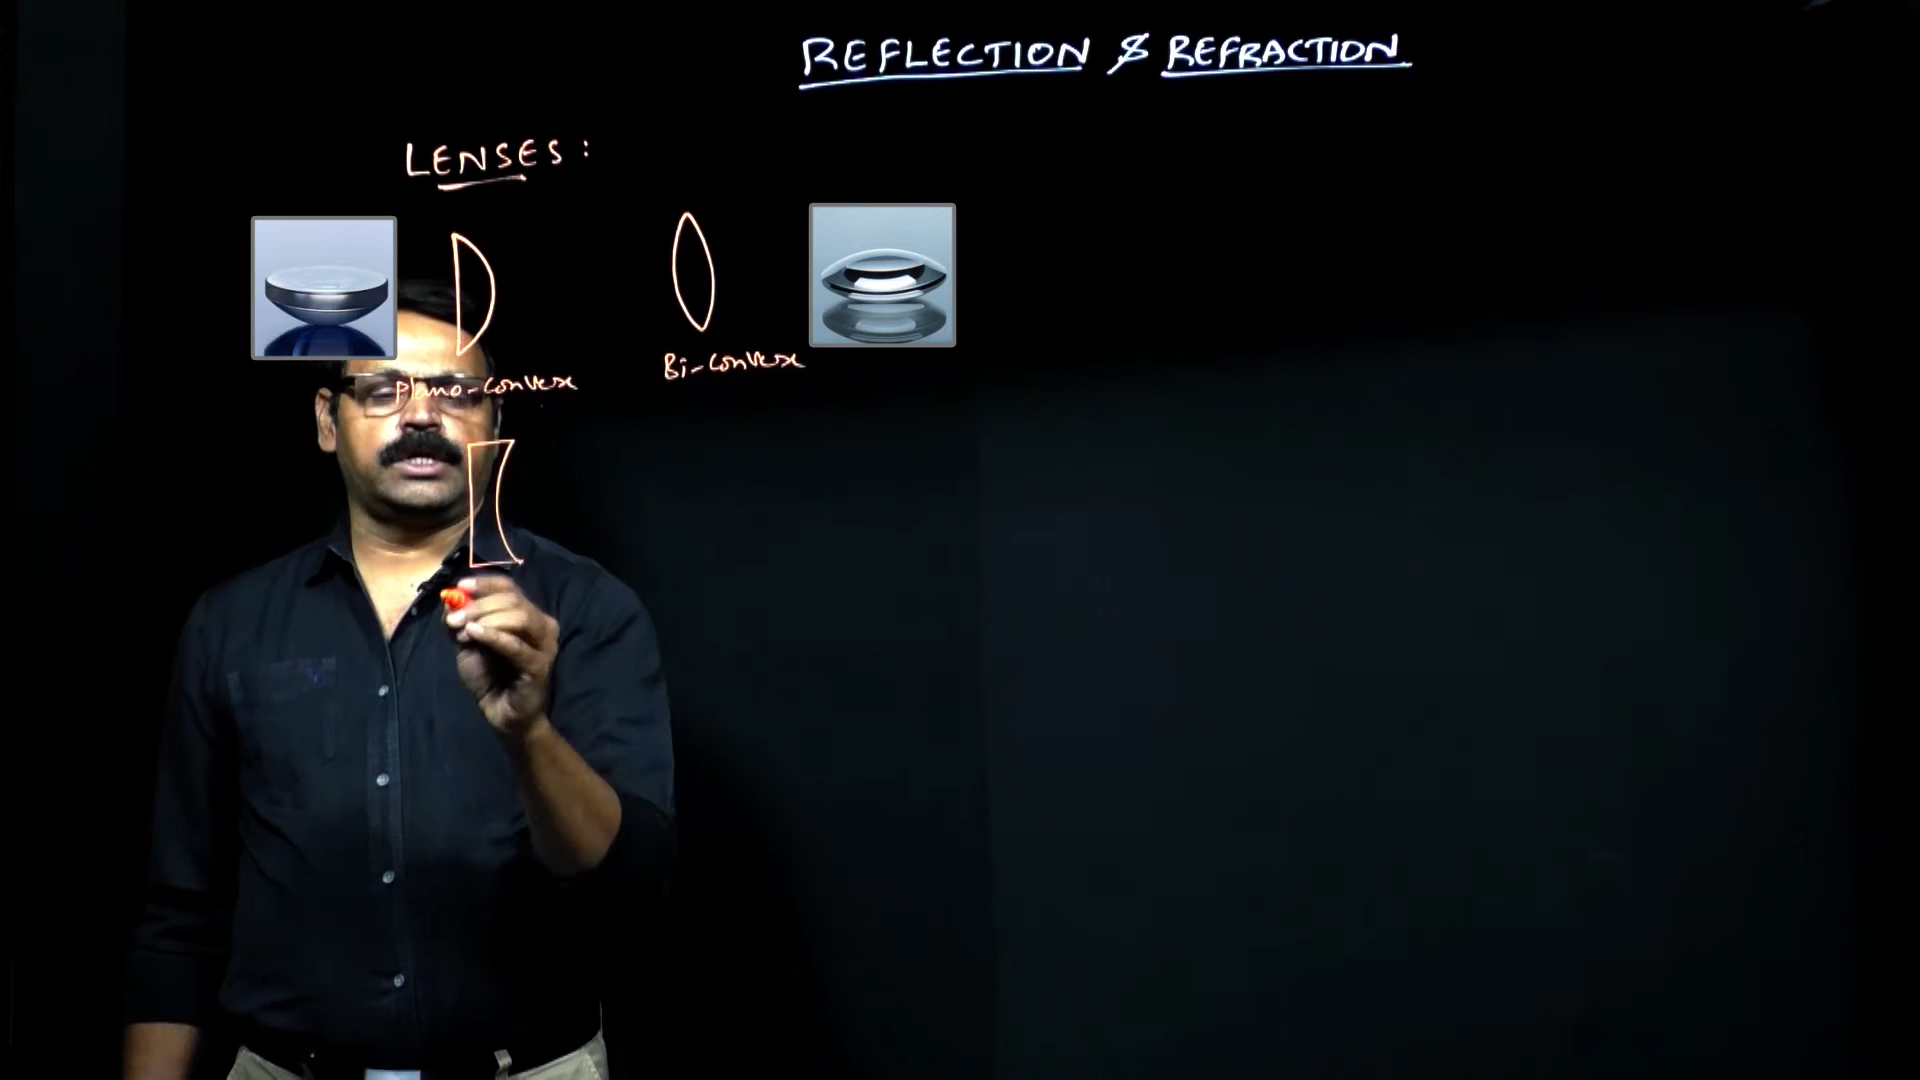 REFLECTION & REFRACTION
LENSES:
Plano-convex
Bi-convex